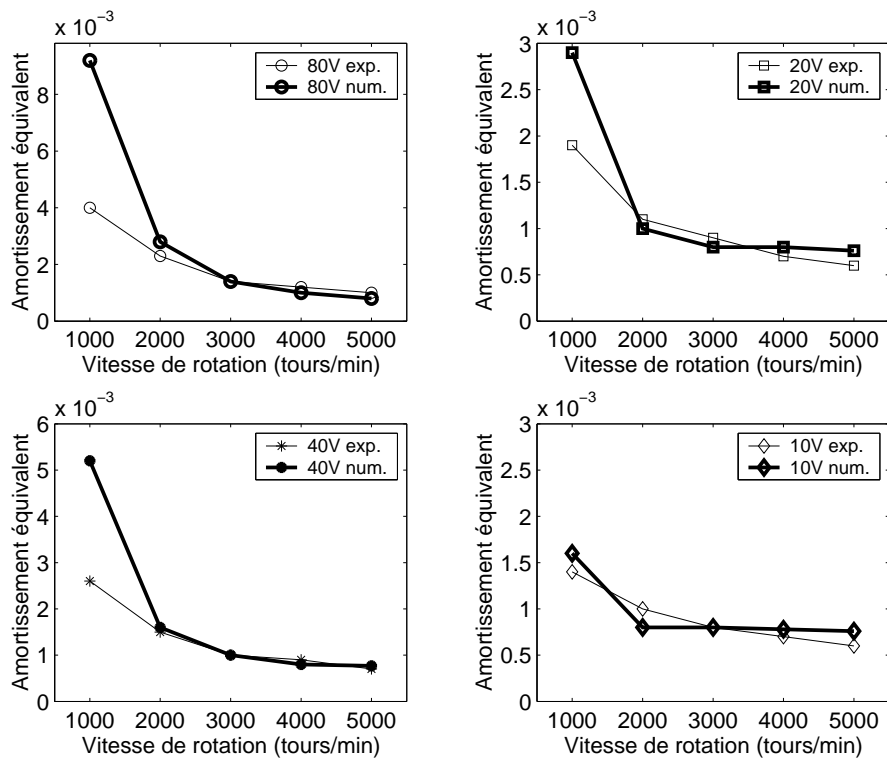 x 10⁻³
Amortissement équivalent
8
6
4
2
0
80V exp.
80V num.
1000 2000 3000 4000 5000
Vitesse de rotation (tours/min)
x 10⁻³
Amortissement équivalent
3
2.5
2
1.5
1
0.5
0
20V exp.
20V num.
1000 2000 3000 4000 5000
Vitesse de rotation (tours/min)
x 10⁻³
Amortissement équivalent
6
5
4
3
2
1
0
40V exp.
40V num.
1000 2000 3000 4000 5000
Vitesse de rotation (tours/min)
x 10⁻³
Amortissement équivalent
3
2.5
2
1.5
1
0.5
0
10V exp.
10V num.
1000 2000 3000 4000 5000
Vitesse de rotation (tours/min)